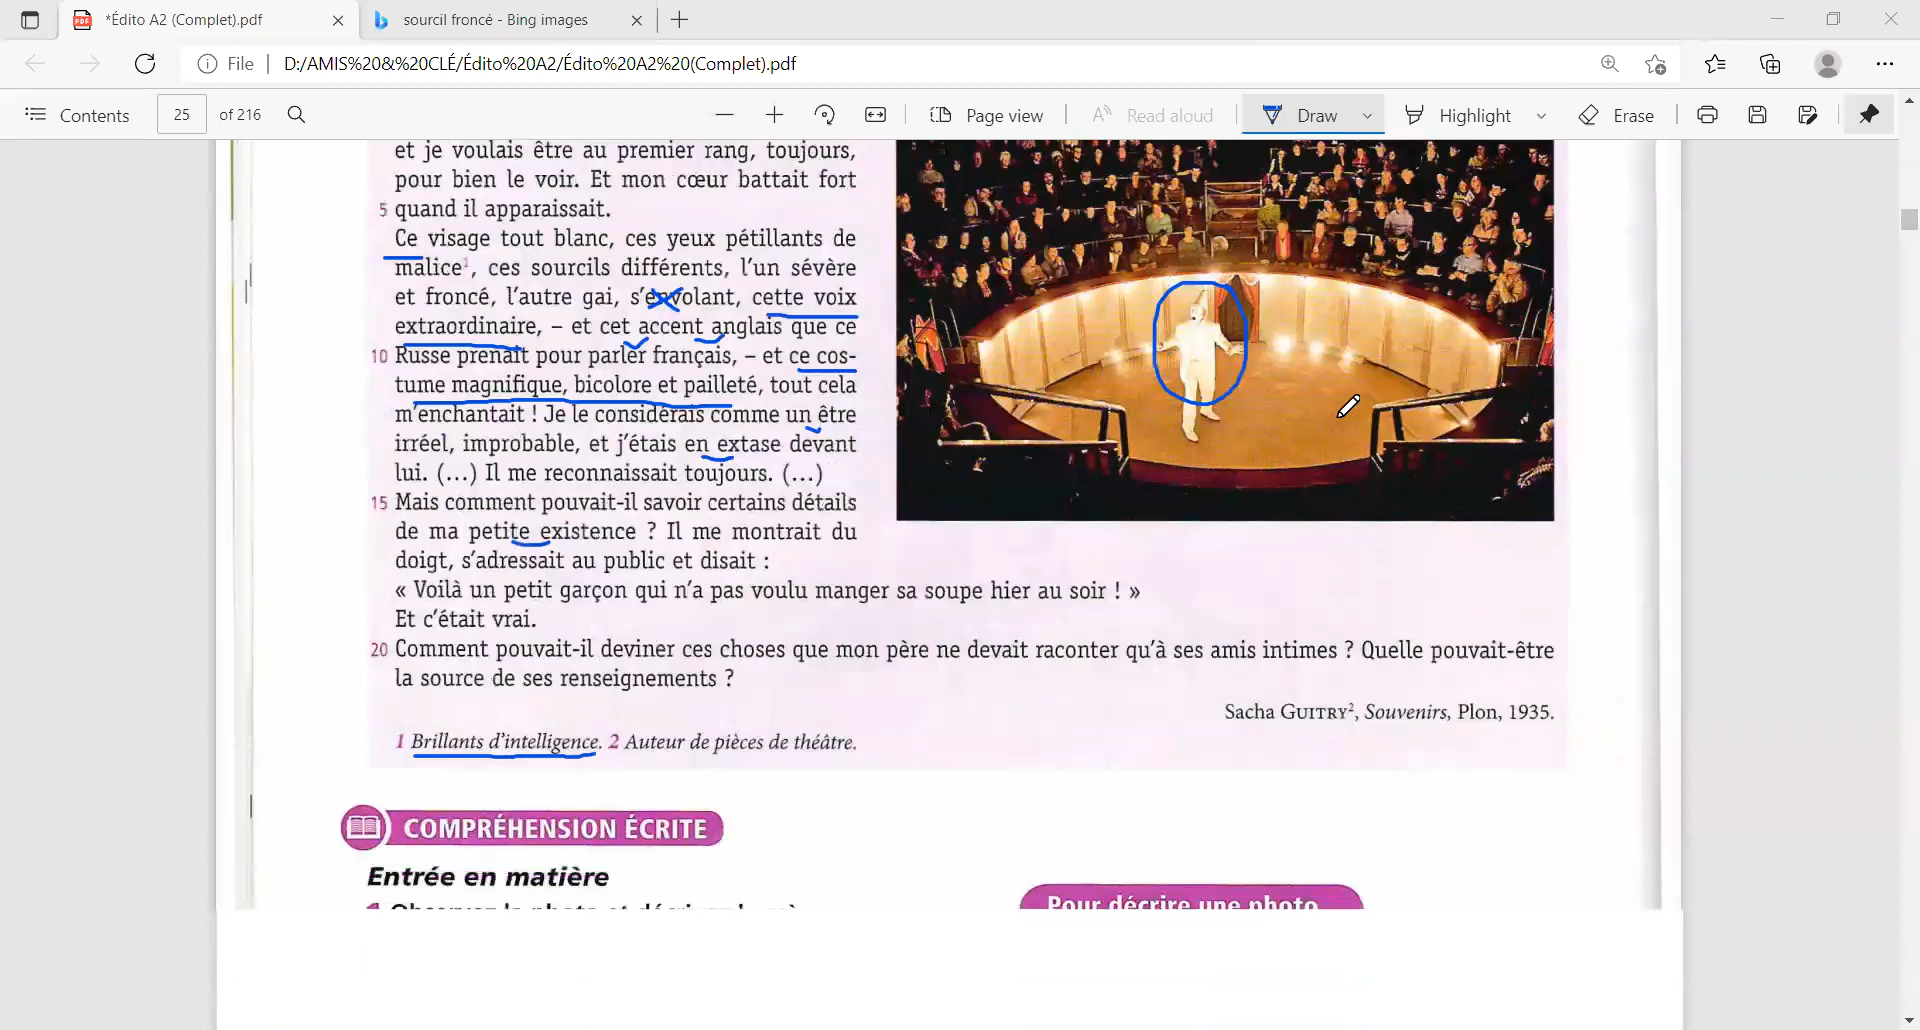 *Édito A2 (Complet).pdf
sourcil froncé - Bing images
File
D:/AMIS%20&%20CLÉ/Édito%20A2/Édito%20A2%20(Complet).pdf
Contents
25
of 216
Page view
Read aloud
Draw
Highlight
Erase
et je voulais être au premier rang, toujours,
pour bien le voir. Et mon cœur battait fort
5 quand il apparaissait.
Ce visage tout blanc, ces yeux pétillants de
malice¹, ces sourcils différents, l'un sévère
et froncé, l'autre gai, s'envolant, cette voix
extraordinaire, – et cet accent anglais que ce
10 Russe prenait pour parler français, – et ce cos-
tume magnifique, bicolore et pailleté, tout cela
m'enchantait ! Je le considérais comme un être
irréel, improbable, et j'étais en extase devant
lui. (...) Il me reconnaissait toujours. (...)
15 Mais comment pouvait-il savoir certains détails
de ma petite existence ? Il me montrait du
doigt, s'adressait au public et disait :
« Voilà un petit garçon qui n'a pas voulu manger sa soupe hier au soir ! »
Et c'était vrai.
20 Comment pouvait-il deviner ces choses que mon père ne devait raconter qu'à ses amis intimes ? Quelle pouvait-être
la source de ses renseignements ?
Sacha GUITRY², Souvenirs, Plon, 1935.
1 Brillants d'intelligence. 2 Auteur de pièces de théâtre.
COMPRÉHENSION ÉCRITE
Entrée en matière
Pour décrire une photo